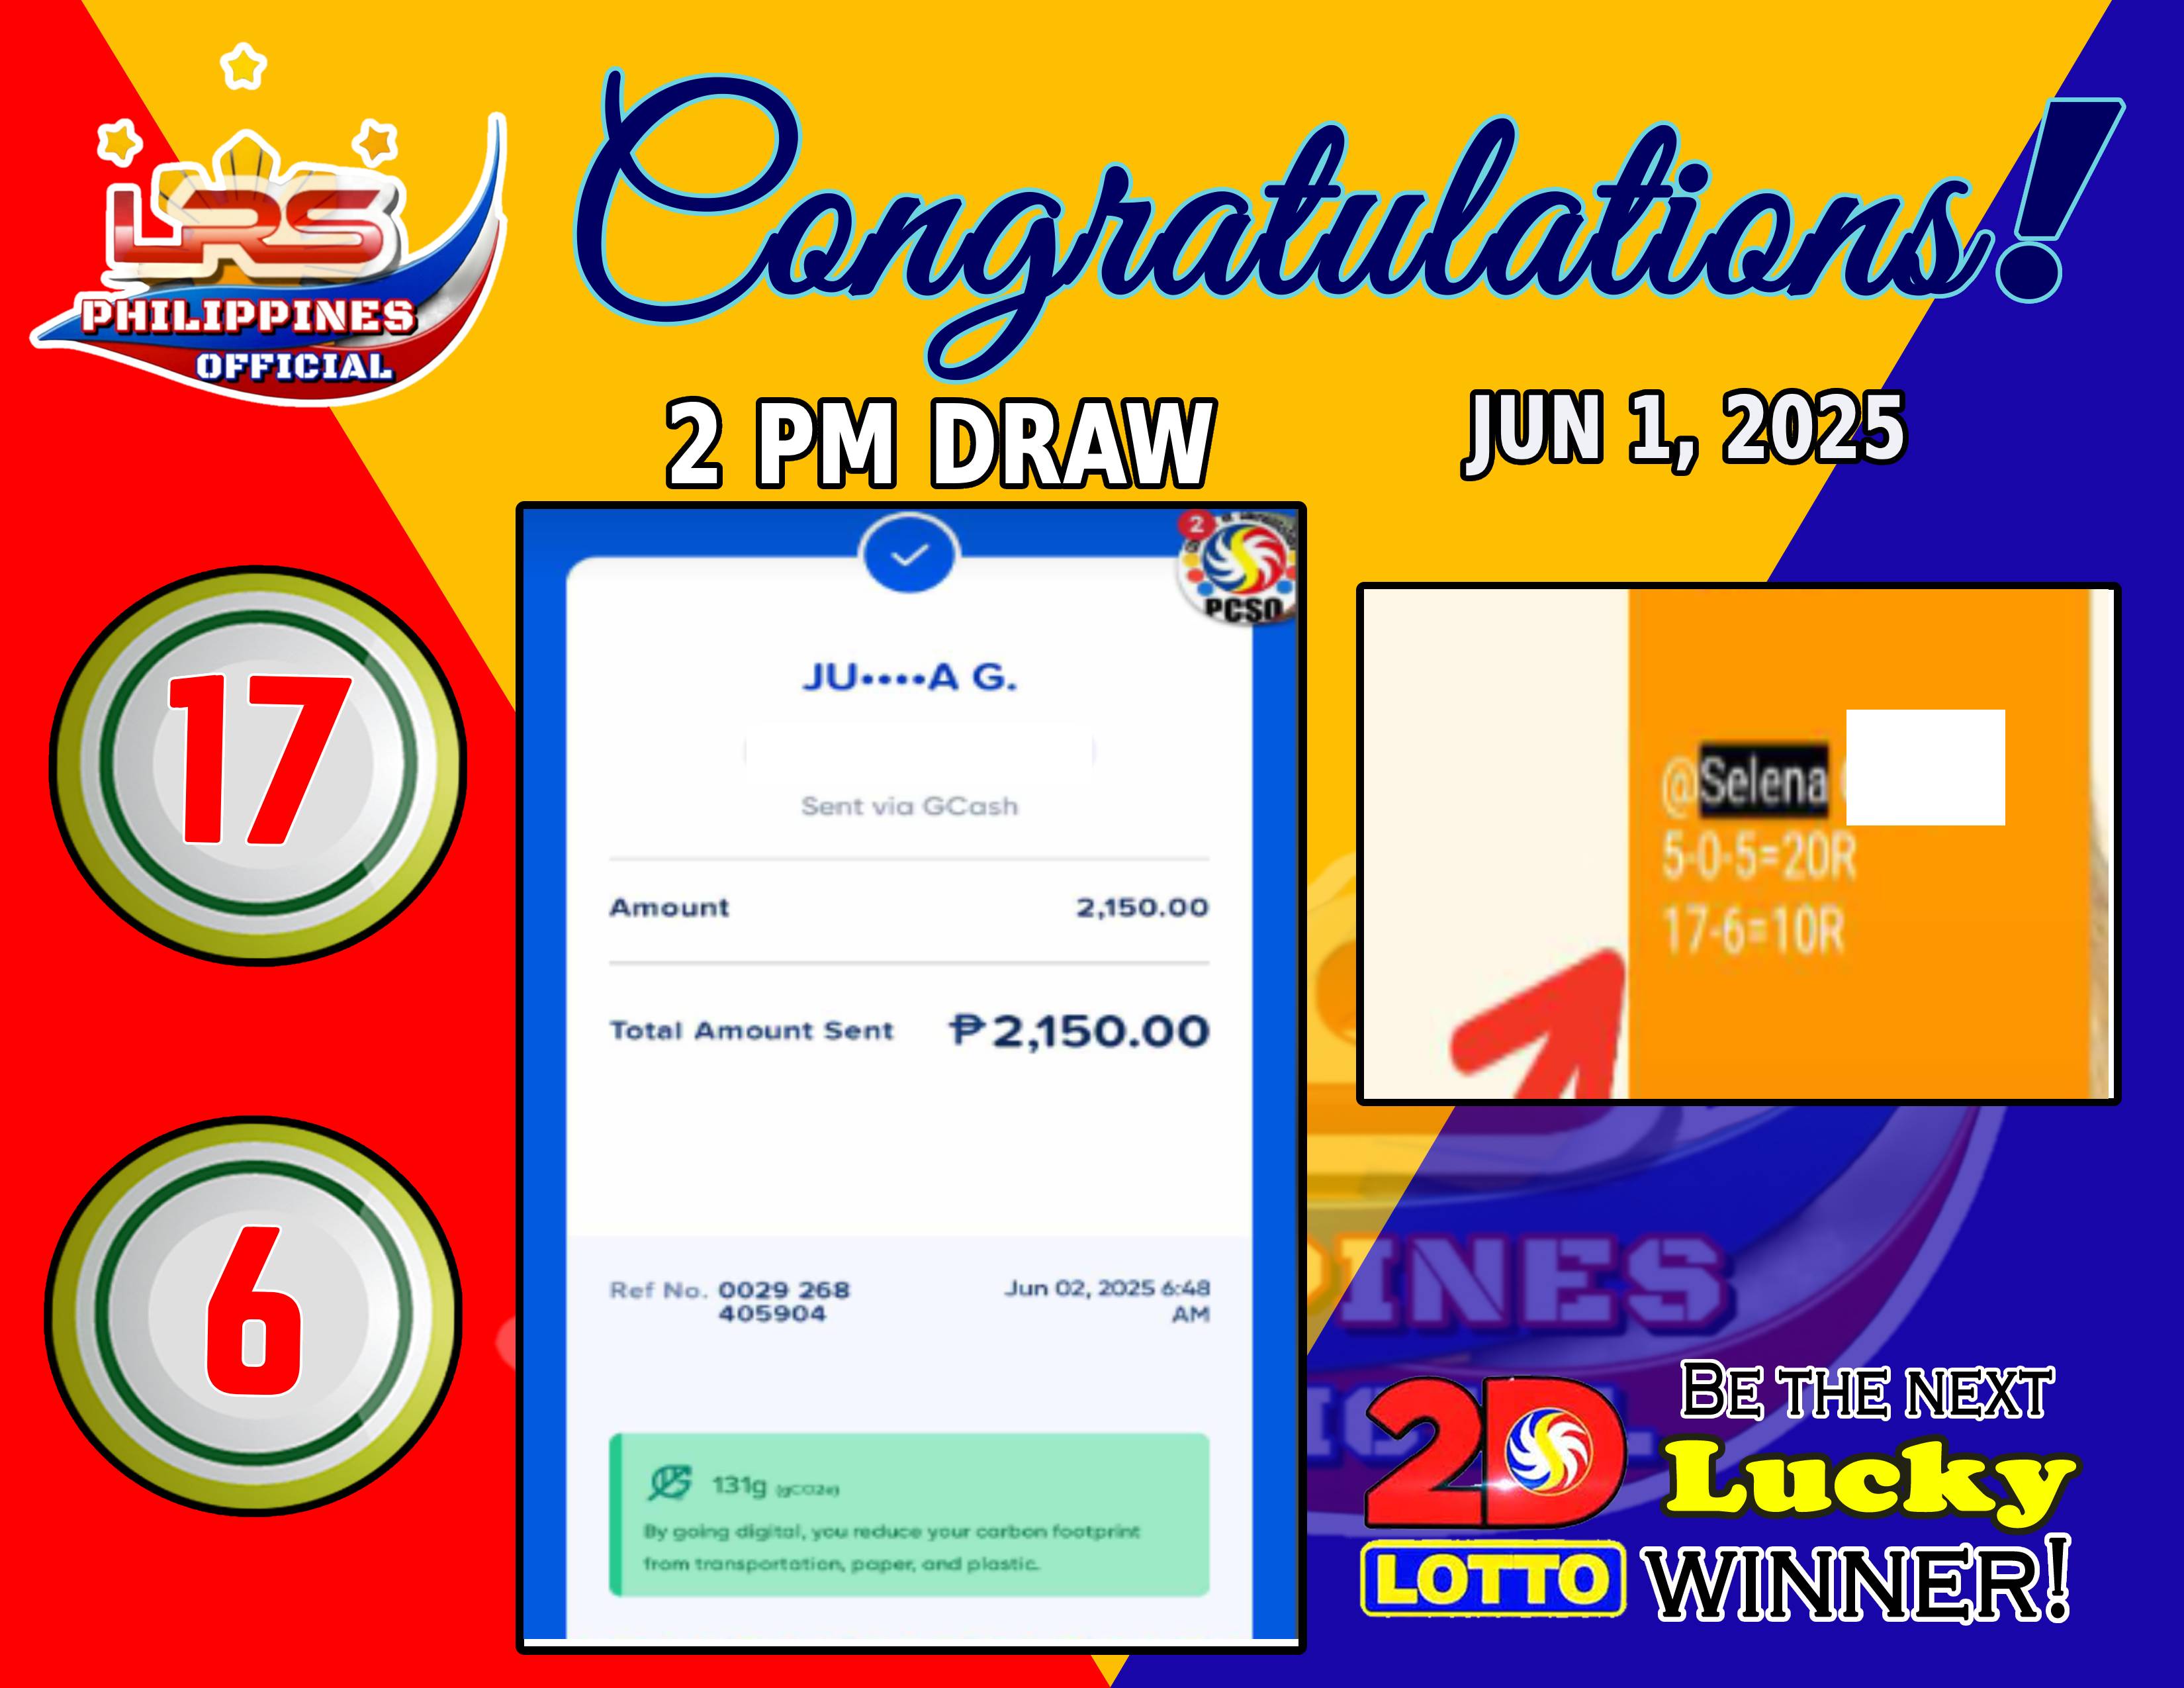 LRS
PHILIPPINES
OFFICIAL
Congratulations!
2 PM DRAW
JUN 1, 2025
17
6
2
PCSO
JU••••A G.
Sent via GCash
Amount 2,150.00
Total Amount Sent ₱2,150.00
Ref No. 0029 268
405904
Jun 02, 2025 6:48
AM
131g (gCO2e)
By going digital, you reduce your carbon footprint
from transportation, paper, and plastic.
@Selena
5-0-5=20R
17-6=10R
PINES
2D
LOTTO
BE THE NEXT
Lucky
WINNER!